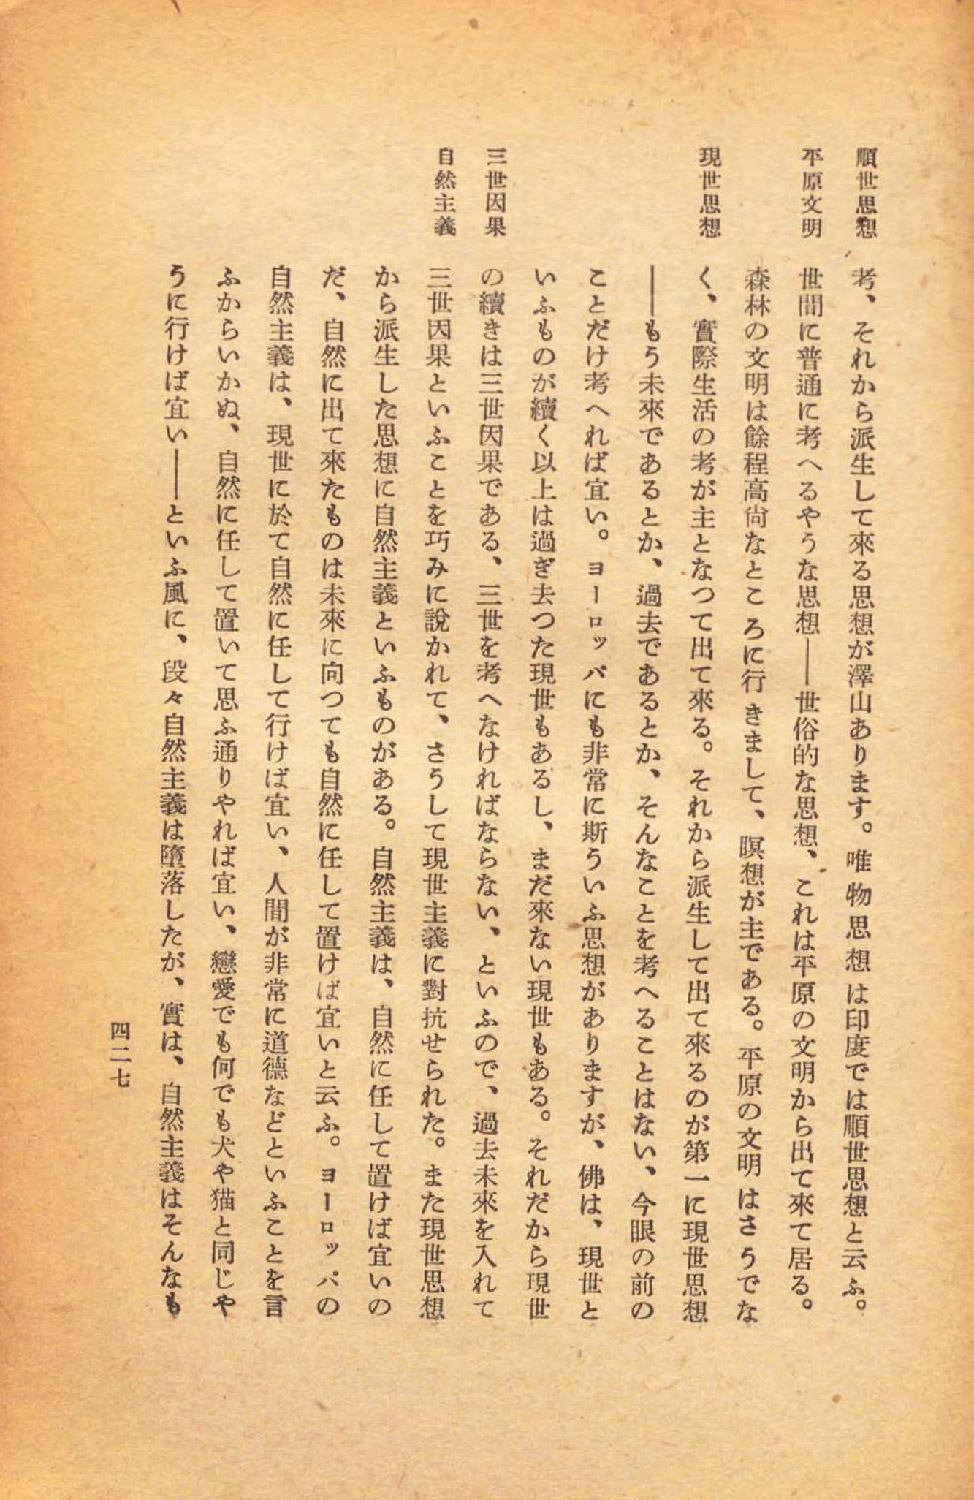 順世思想
平原文明
現世思想
三世因果
自然主義
考、それから派生して來る思想が澤山あります。唯物思想は印度では順世思想と云ふ。
世間に普通に考へるやうな思想――世俗的な思想、これは平原の文明から出て來て居る。
森林の文明は餘程高尙なところに行きまして、瞑想が主である。平原の文明はさうでな
く、實際生活の考が主となつて出て來る。それから派生して出て來るのが第一に現世思想
――もう未來であるとか、過去であるとか、そんなことを考へることはない、今眼の前の
ことだけ考へれば宜い。ヨーロッパにも非常に斯ういふ思想がありますが、佛は、現世と
いふものが續く以上は過ぎ去つた現世もあるし、まだ來ない現世もある。それだから現世
の續きは三世因果である、三世を考へなければならない、といふので、過去未來を入れて
三世因果といふことを巧みに說かれて、さうして現世主義に對抗せられた。また現世思想
から派生した思想に自然主義といふものがある。自然主義は、自然に任して置けば宜いの
だ、自然に出て來たものは未來に向つても自然に任して置けば宜いと云ふ。ヨーロッパの
自然主義は、現世に於て自然に任して行けば宜い、人間が非常に道德などといふことを言
ふからいかぬ、自然に任して置いて思ふ通りやれば宜い、戀愛でも何でも犬や猫と同じや
うに行けば宜い――といふ風に、段々自然主義は墮落したが、實は、自然主義はそんなも
四二七